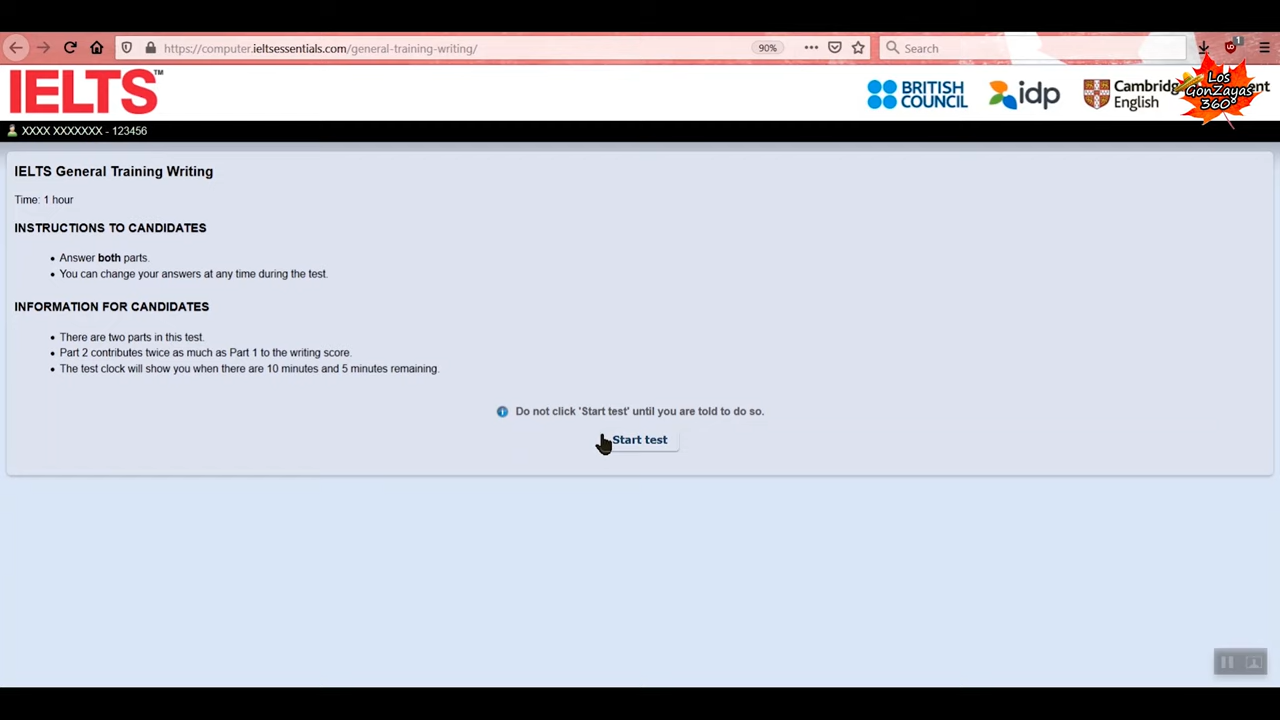 https://computer.ieltsessentials.com/general-training-writing/
90%
Search
1
IELTS™
BRITISH
COUNCIL
idp
Cambridge
English
Los
GonZayas
360°
XXXX XXXXXXX - 123456
IELTS General Training Writing
Time: 1 hour
INSTRUCTIONS TO CANDIDATES
• Answer both parts.
• You can change your answers at any time during the test.
INFORMATION FOR CANDIDATES
• There are two parts in this test.
• Part 2 contributes twice as much as Part 1 to the writing score.
• The test clock will show you when there are 10 minutes and 5 minutes remaining.
Do not click 'Start test' until you are told to do so.
Start test